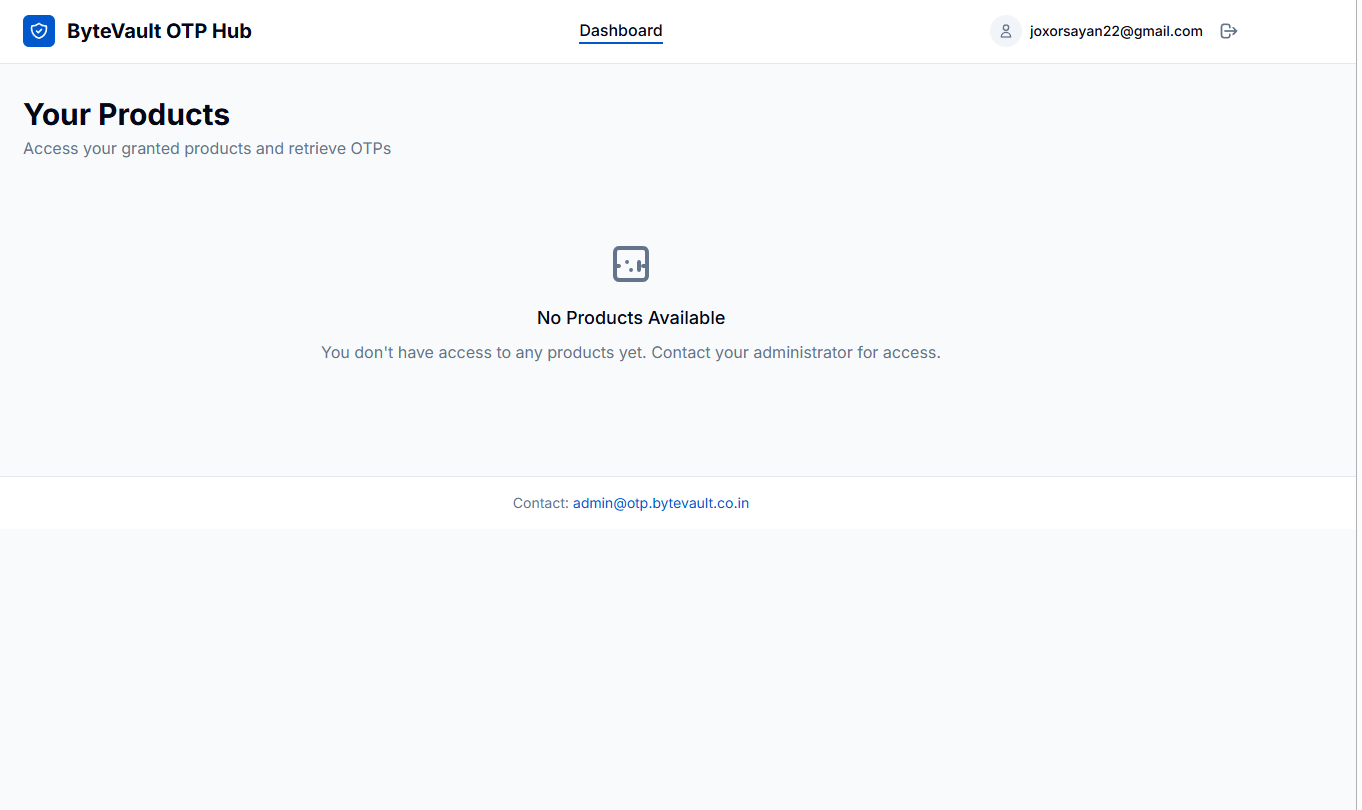 ByteVault OTP Hub
Dashboard
joxorsayan22@gmail.com
Your Products
Access your granted products and retrieve OTPs
No Products Available
You don't have access to any products yet. Contact your administrator for access.
Contact: admin@otp.bytevault.co.in